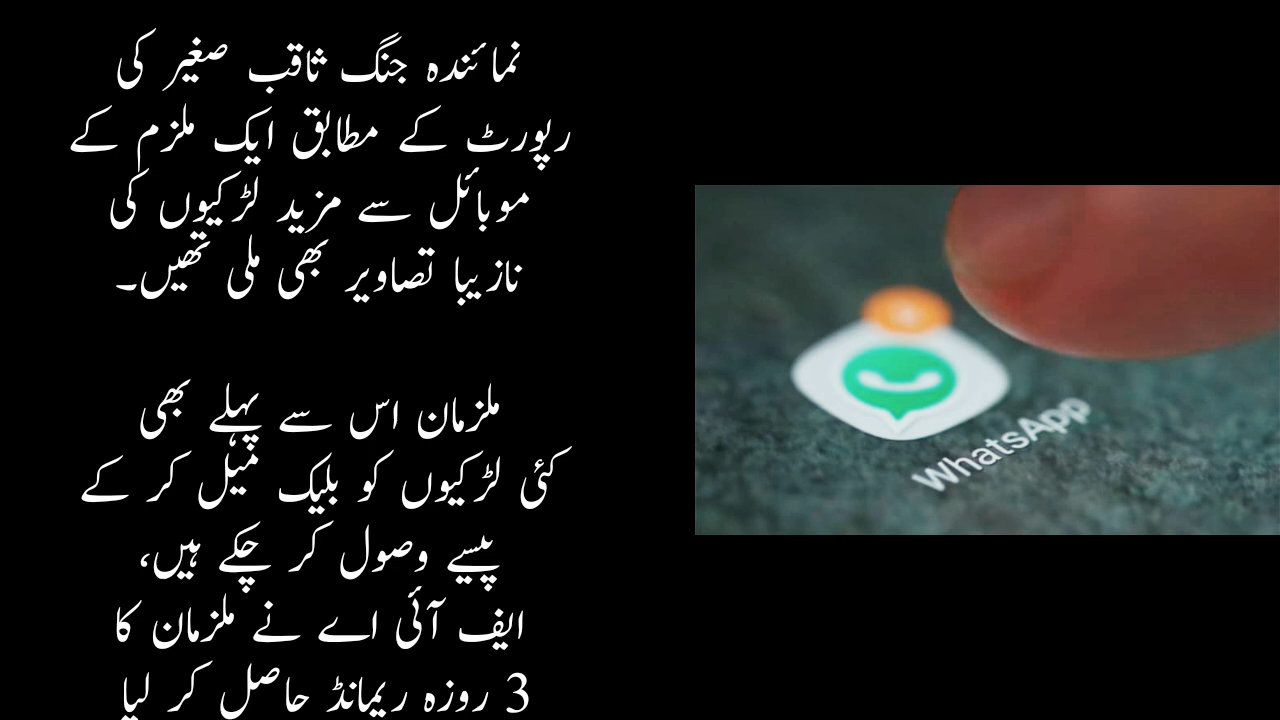 نمائندہ جنگ ثاقب صغیر کی
رپورٹ کے مطابق ایک ملزم کے
موبائل سے مزید لڑکیوں کی
نازیبا تصاویر بھی ملی تھیں۔
ملزمان اس سے پہلے بھی
کئی لڑکیوں کو بلیک میل کر کے
پیسے وصول کر چکے ہیں،
ایف آئی اے نے ملزمان کا
3 روزہ ریمانڈ حاصل کر لیا
WhatsApp